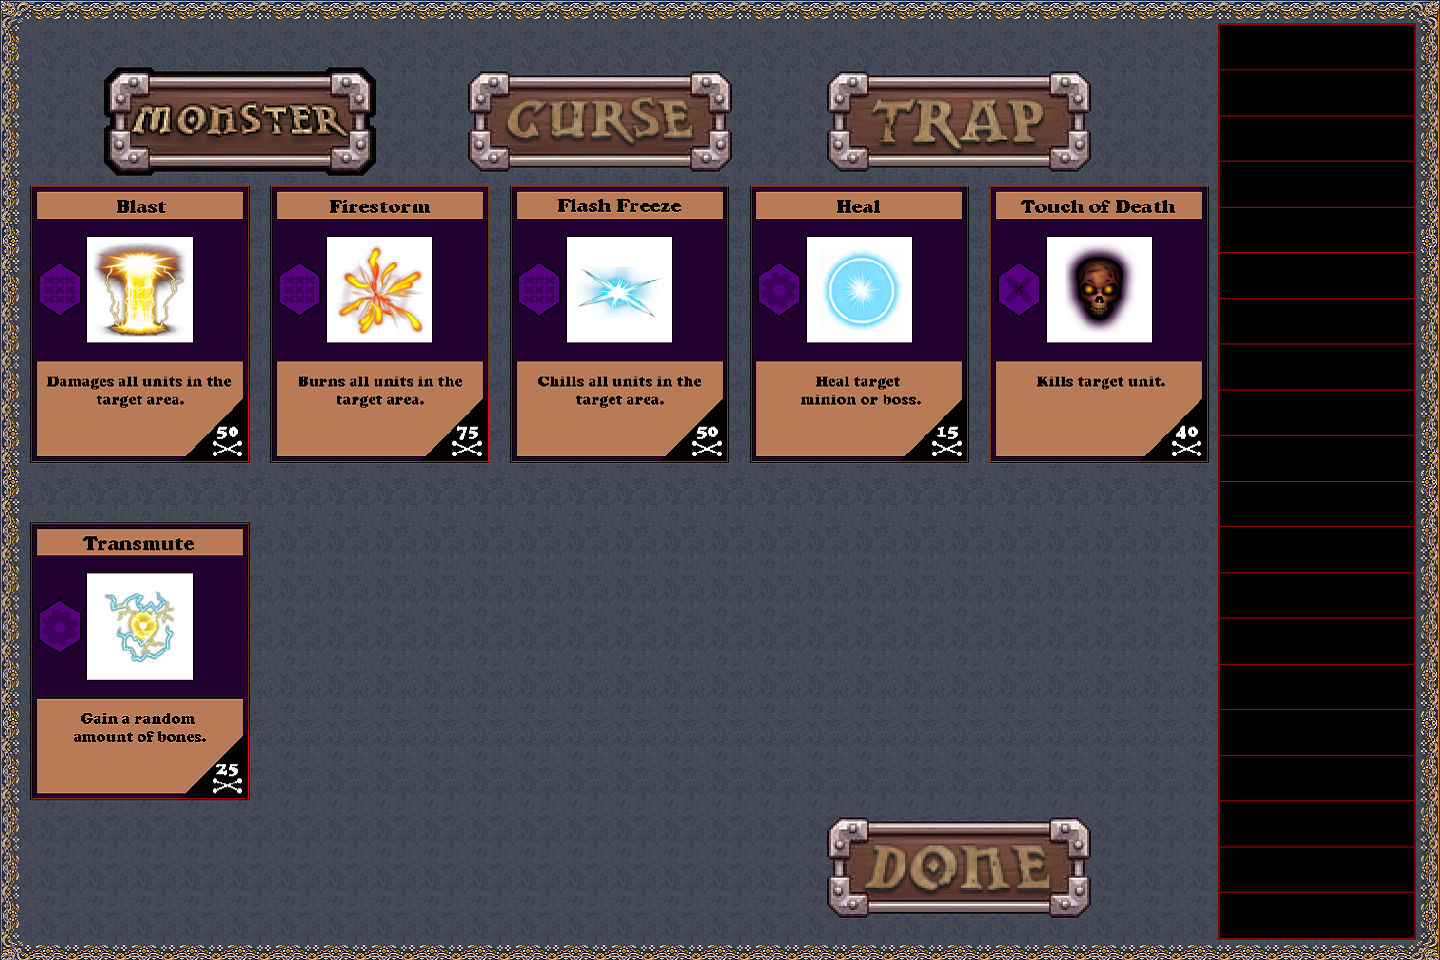 MONSTER
CURSE
TRAP
Blast
Damages all units in the
target area.
50
Firestorm
Burns all units in the
target area.
75
Flash Freeze
Chills all units in the
target area.
50
Heal
Heal target
minion or boss.
15
Touch of Death
Kills target unit.
40
Transmute
Gain a random
amount of bones.
25
DONE